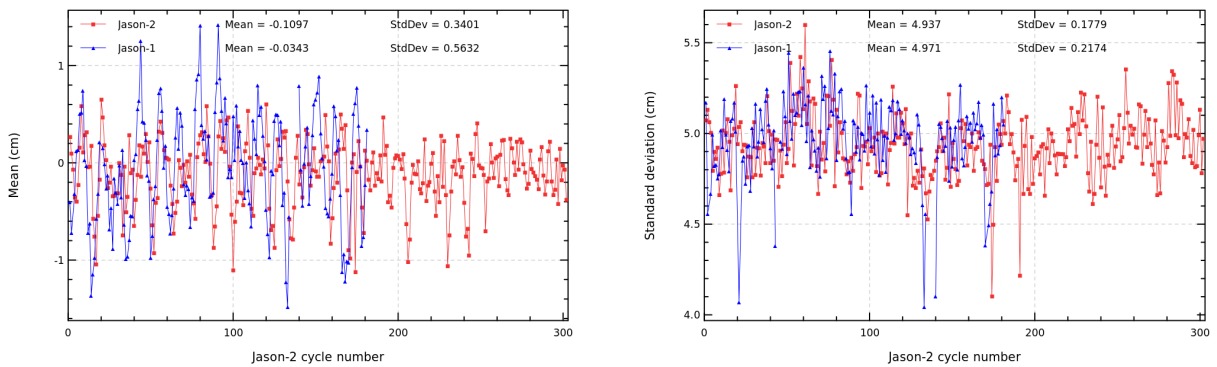 Jason-2 Mean = -0.1097 StdDev = 0.3401
Jason-1 Mean = -0.0343 StdDev = 0.5632
Mean (cm)
1
0
-1
0 100 200 300
Jason-2 cycle number
Jason-2 Mean = 4.937 StdDev = 0.1779
Jason-1 Mean = 4.971 StdDev = 0.2174
Standard deviation (cm)
5.5
5.0
4.5
4.0
0 100 200 300
Jason-2 cycle number